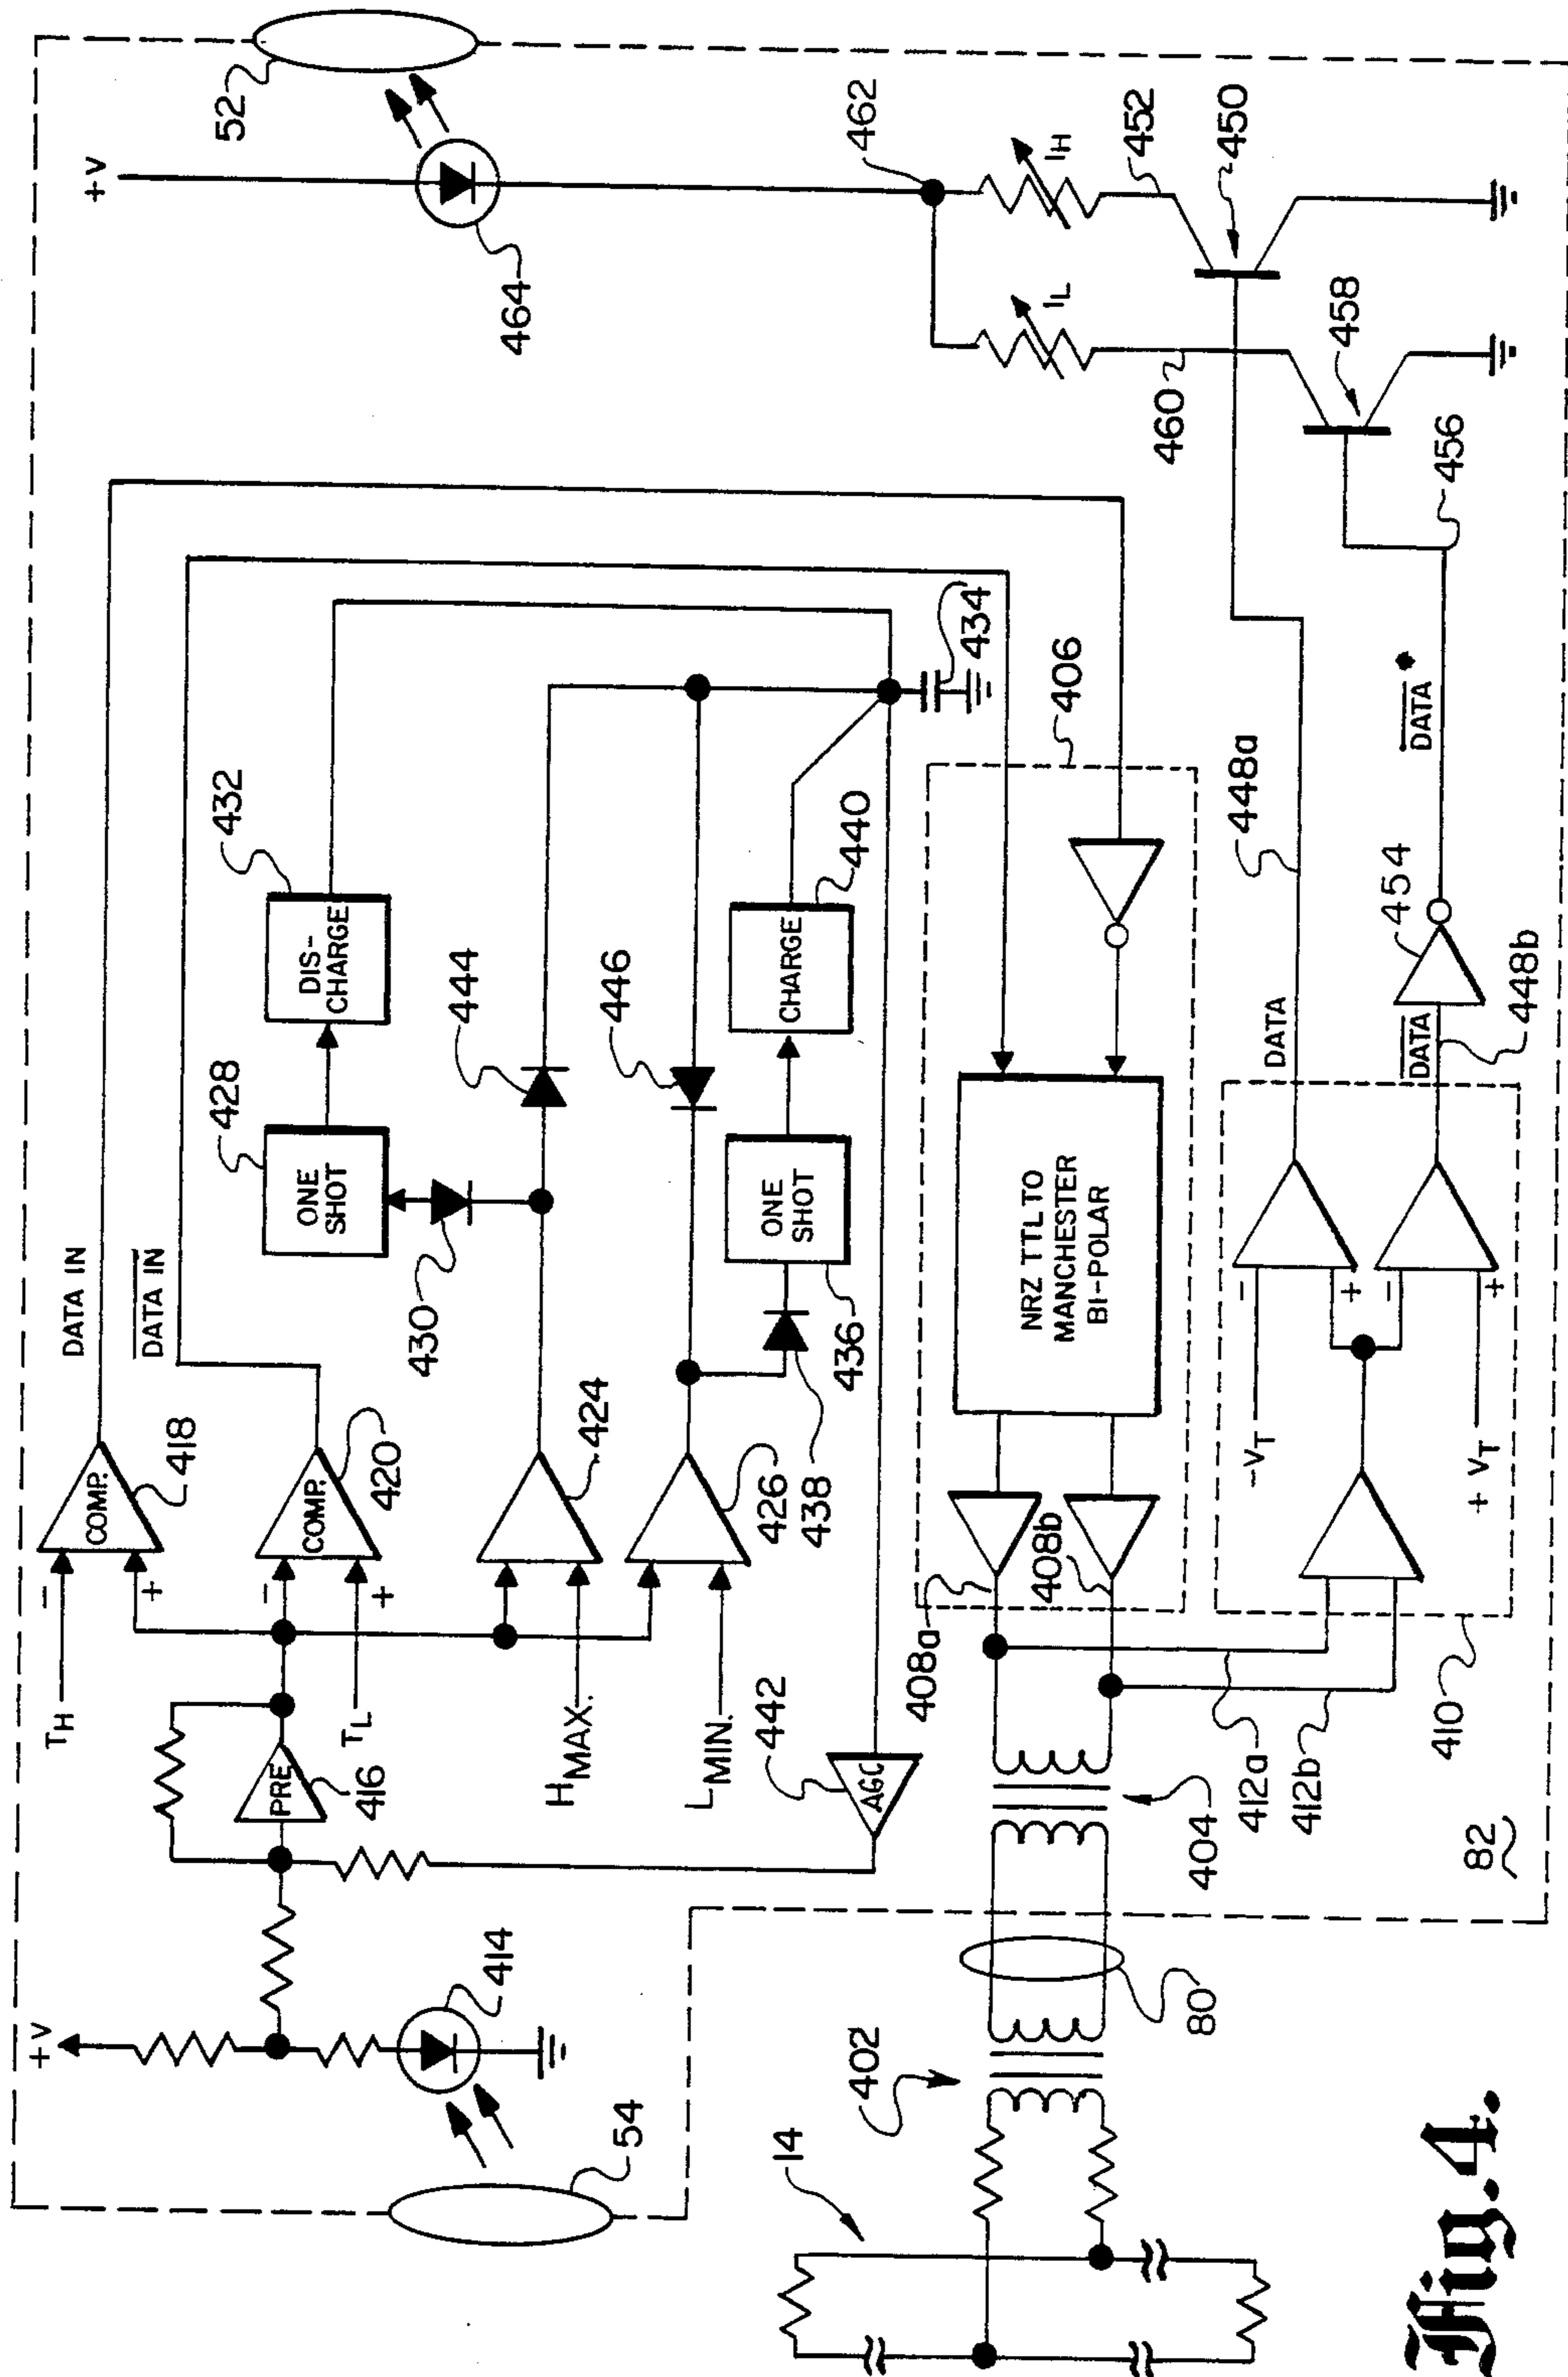 +V
54
414
TH
PRE
416
TL
−
+
COMP.
418
−
+
COMP.
420
DATA IN
DATA IN
HMAX.
LMIN.
424
426
430
ONE
SHOT
428
DIS-
CHARGE
432
444
446
438
ONE
SHOT
436
CHARGE
440
434
442
AGC
+V
464
52
462
IH
IL
452
450
460
458
456
14
402
80
404
408a
408b
406
NRZ TTL TO
MANCHESTER
BI-POLAR
412a
412b
410
-VT
−
+
−
+ VT
+
DATA
448a
DATA
448b
454
DATA*
82
Fig.4.